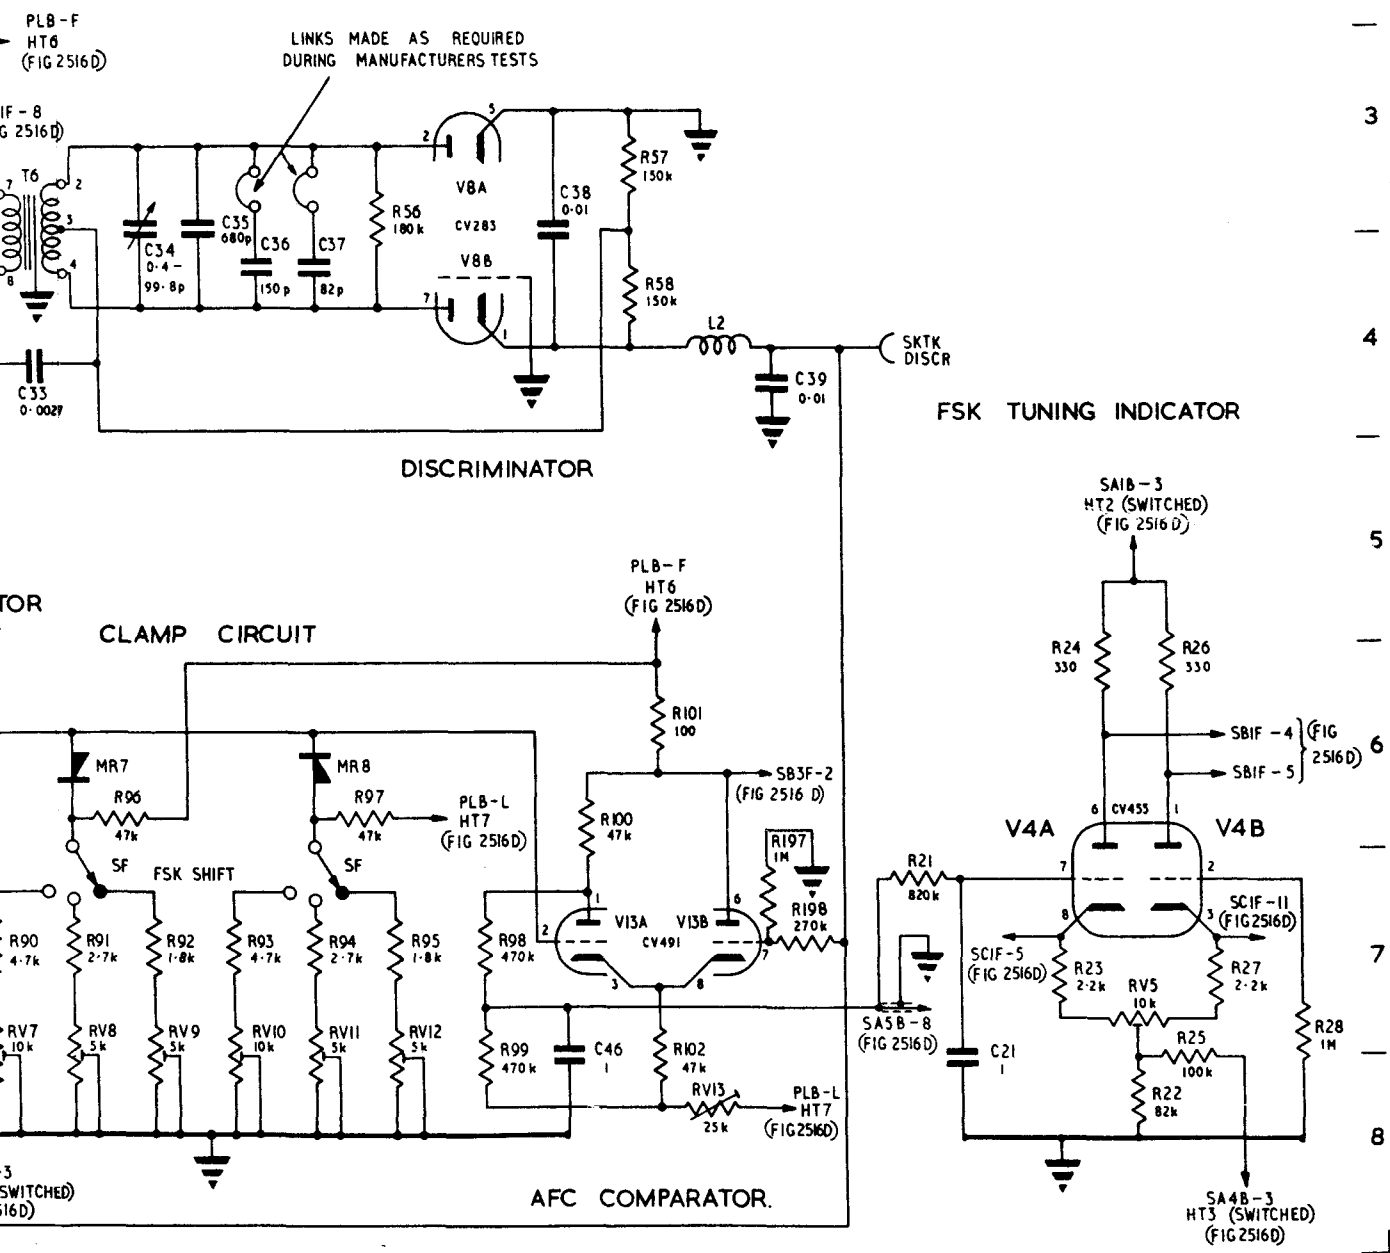 PLB-F
HT6
(FIG 2516D)
LINKS MADE AS REQUIRED
DURING MANUFACTURERS TESTS
3
IF-8
G 2516D)
T6
7
2
3
4
8
C34
0.4-
99.8p
C35
680p
C36
150p
C37
82p
R56
180k
2
5
V8A
CV283
V8B
7
1
C38
0.01
R57
150k
R58
150k
L2
C39
0.01
SKTK
DISCR
4
C33
DISCRIMINATOR
FSK TUNING INDICATOR
SA1B-3
HT2 (SWITCHED)
(FIG 2516D)
5
TOR
CLAMP CIRCUIT
PLB-F
HT6
(FIG 2516D)
R101
100
R24
330
R26
330
SB1F-4
SB1F-5
(FIG
2516D)
6
MR7
R96
47k
MR8
R97
47k
PLB-L
HT7
(FIG 2516D)
SB3F-2
(FIG 2516 D)
R100
47k
SF
FSK SHIFT
SF
R197
1M
R198
270k
V4A
6
CV455
1
V4B
7
2
8
3
R21
820k
SC1F-11
(FIG2516D)
SC1F-5
(FIG 2516D)
R90
4.7k
R91
2.7k
R92
1.8k
R93
4.7k
R94
2.7k
R95
1.8k
R98
470k
1
V13A
V13B
6
2
CV491
7
3
8
R23
2.2k
RV5
10k
R27
2.2k
7
RV7
10k
RV8
5k
RV9
5k
RV10
10k
RV11
5k
RV12
5k
R99
470k
C46
1
R102
47k
RV13
25k
PLB-L
HT7
(FIG2516D)
SA5B-8
(FIG 2516D)
C21
1
R25
100k
R22
82k
R28
1M
8
-3
SWITCHED)
516D)
AFC COMPARATOR.
SA4B-3
HT3 (SWITCHED)
(FIG2516D)